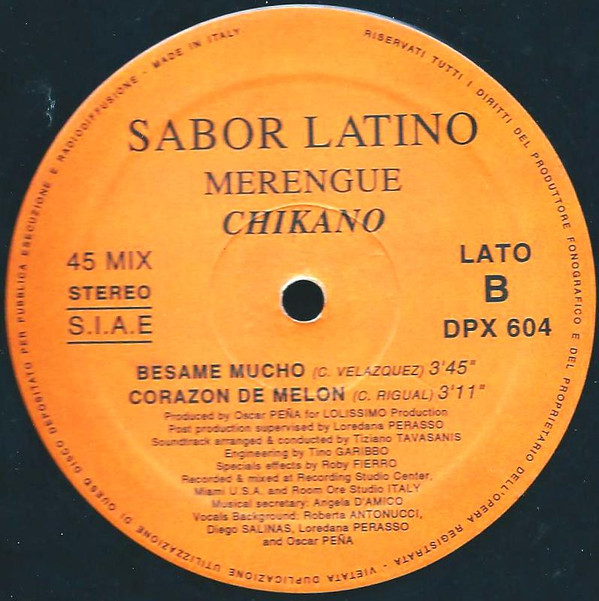 SABOR LATINO
MERENGUE
CHIKANO
45 MIX
STEREO
S.I.A.E
LATO
B
DPX 604
BESAME MUCHO (C. VELAZQUEZ) 3'45"
CORAZON DE MELON (C. RIGUAL) 3'11"
Produced by Oscar PEÑA for LOLISSIMO Production
Post production supervised by Loredana PERASSO
Soundtrack arranged & conducted by Tiziano TAVASANIS
Engineering by Tino GARIBBO
Specials effects by Roby FIERRO
Recorded & mixed at Recording Studio Center,
Miami U.S.A. and Room Ore Studio ITALY
Musical secretary: Angela D'AMICO
Vocals Background: Roberta ANTONUCCI,
Diego SALINAS, Loredana PERASSO
and Oscar PEÑA
RISERVATI TUTTI I DIRITTI DEL PRODUTTORE FONOGRAFICO E DEL PROPRIETARIO DELL'OPERA REGISTRATA - VIETATA DUPLICAZIONE UTILIZZAZIONE DI QUESO DISCO DEPOSITATO PER PUBBLICA ESECUZIONE E RADIODIFFUSIONE - MADE IN ITALY